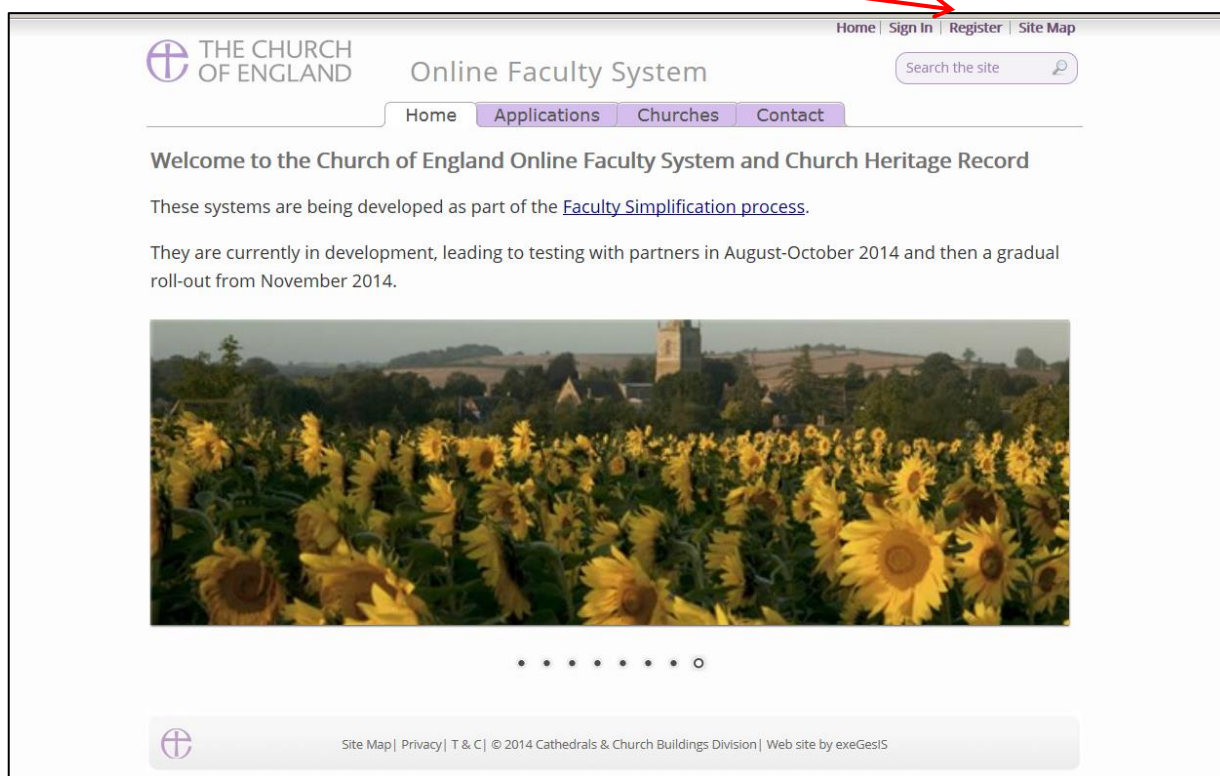 Home | Sign In | Register | Site Map
THE CHURCH
OF ENGLAND
Online Faculty System
Search the site
Home Applications Churches Contact
Welcome to the Church of England Online Faculty System and Church Heritage Record
These systems are being developed as part of the Faculty Simplification process.
They are currently in development, leading to testing with partners in August-October 2014 and then a gradual
roll-out from November 2014.
Site Map| Privacy| T & C| © 2014 Cathedrals & Church Buildings Division| Web site by exeGesIS